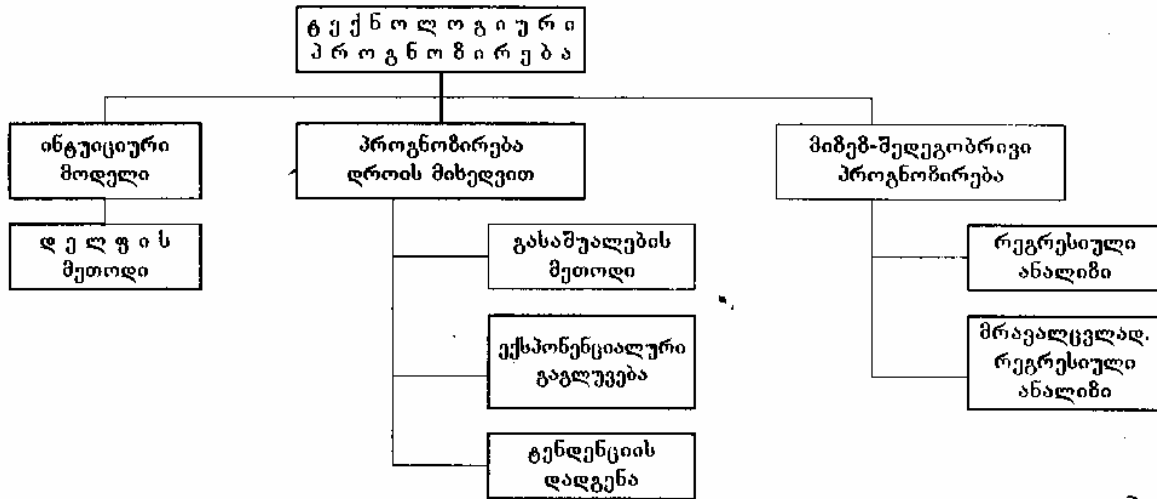 ტექნოლოგიური
პროგნოზირება
ინტუიციური
მოდელი
დელფის
მეთოდი
პროგნოზირება
დროის მიხედვით
გასაშუალების
მეთოდი
ექსპონენციალური
გაგლუვება
ტენდენციის
დადგენა
მიზეზ-შედეგობრივი
პროგნოზირება
რეგრესიული
ანალიზი
მრავალცვლად.
რეგრესიული
ანალიზი